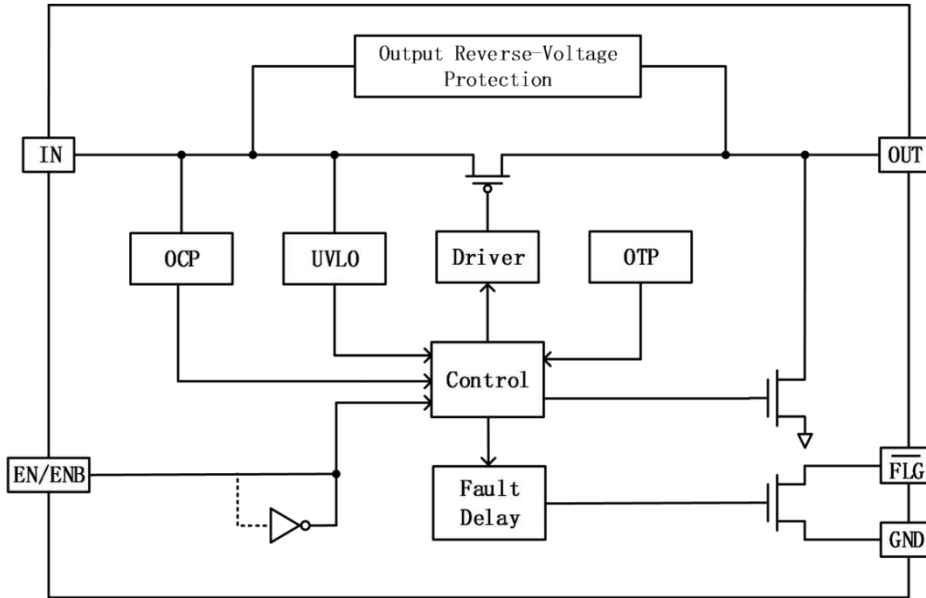 Output Reverse-Voltage
Protection
IN
OUT
OCP
UVLO
Driver
OTP
Control
EN/ENB
Fault
Delay
FLG
GND